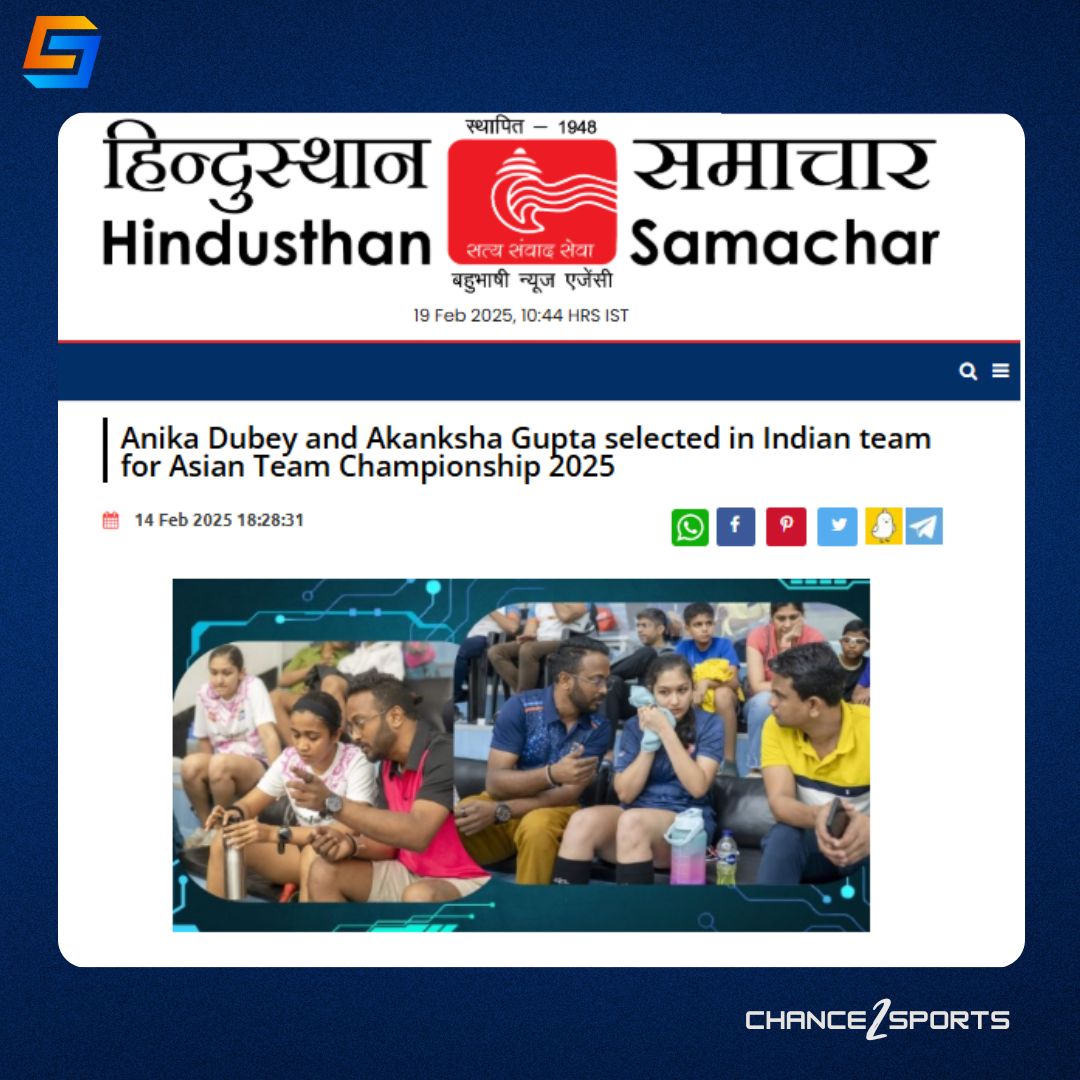 स्थापित – 1948
हिन्दुस्थान समाचार
Hindusthan Samachar
सत्य संवाद सेवा
बहुभाषी न्यूज एजेंसी
19 Feb 2025, 10:44 HRS IST
Anika Dubey and Akanksha Gupta selected in Indian team
for Asian Team Championship 2025
14 Feb 2025 18:28:31
CHANCE2SPORTS